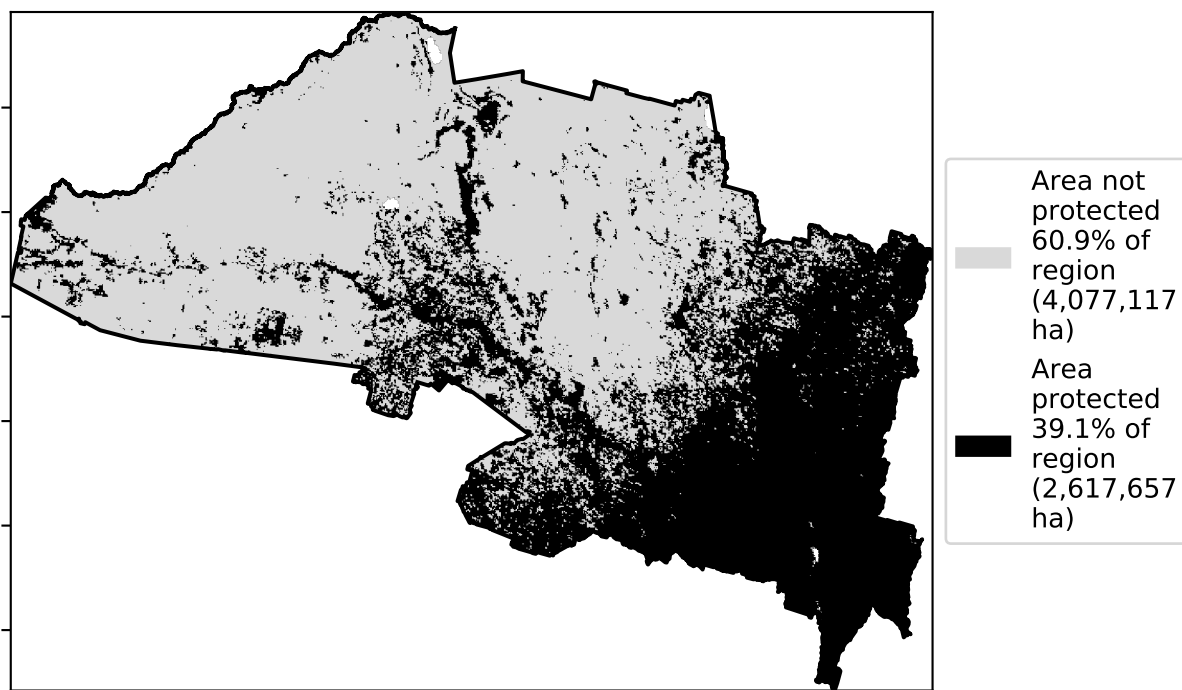 Area not
protected
60.9% of
region
(4,077,117
ha)
Area
protected
39.1% of
region
(2,617,657
ha)